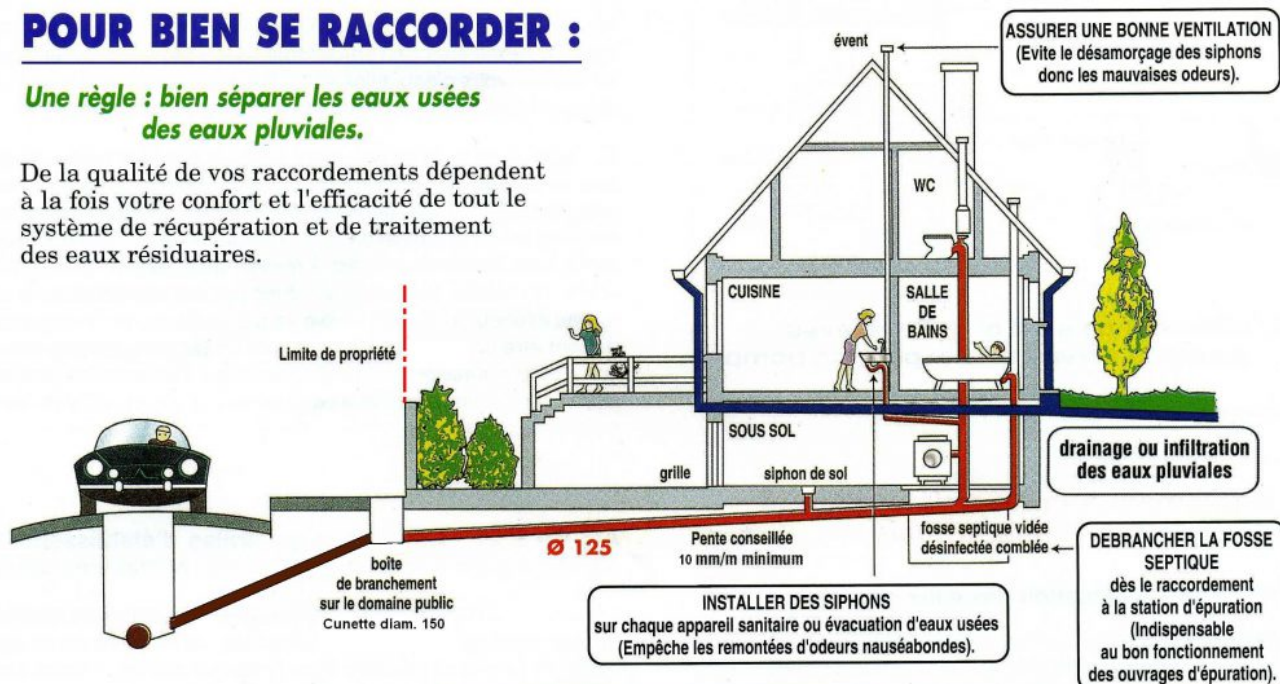 POUR BIEN SE RACCORDER :
Une règle : bien séparer les eaux usées
des eaux pluviales.
De la qualité de vos raccordements dépendent
à la fois votre confort et l'efficacité de tout le
système de récupération et de traitement
des eaux résiduaires.
évent
ASSURER UNE BONNE VENTILATION
(Evite le désamorçage des siphons
donc les mauvaises odeurs).
WC
CUISINE
SALLE
DE
BAINS
Limite de propriété
SOUS SOL
grille
siphon de sol
drainage ou infiltration
des eaux pluviales
Ø 125
Pente conseillée
10 mm/m minimum
fosse septique vidée
désinfectée comblée
boîte
de branchement
sur le domaine public
Cunette diam. 150
INSTALLER DES SIPHONS
sur chaque appareil sanitaire ou évacuation d'eaux usées
(Empêche les remontées d'odeurs nauséabondes).
DEBRANCHER LA FOSSE
SEPTIQUE
dès le raccordement
à la station d'épuration
(Indispensable
au bon fonctionnement
des ouvrages d'épuration).